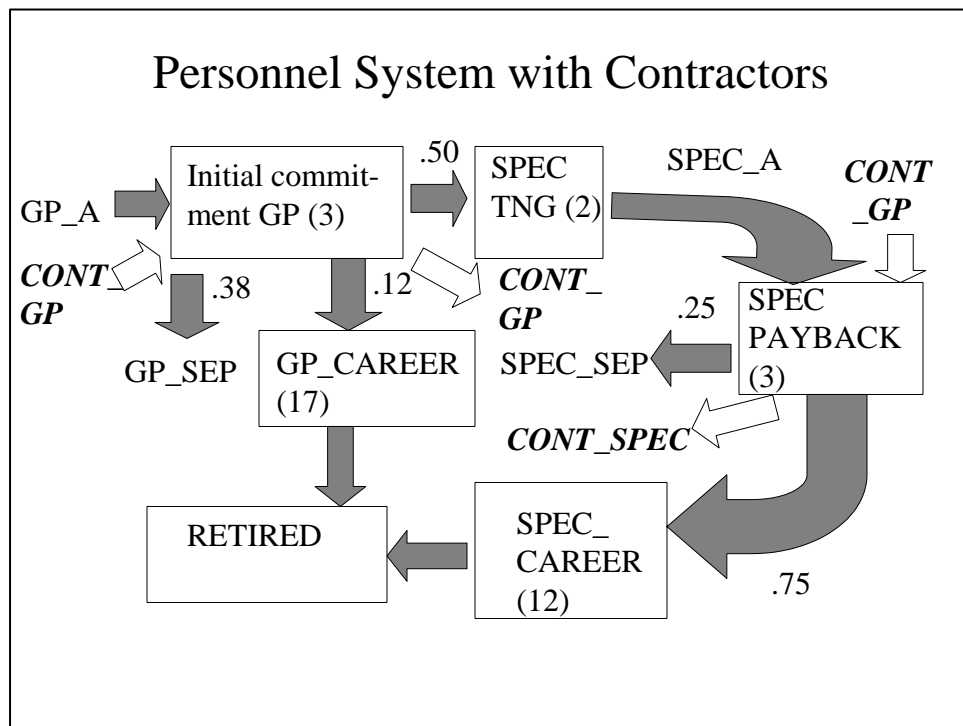 Personnel System with Contractors
GP_A
CONT_
GP
Initial commit-
ment GP (3)
.50
SPEC
TNG (2)
SPEC_A
CONT
_GP
.38
GP_SEP
.12
CONT_
GP
GP_CAREER
(17)
.25
SPEC_SEP
SPEC
PAYBACK
(3)
CONT_SPEC
RETIRED
SPEC_
CAREER
(12)
.75